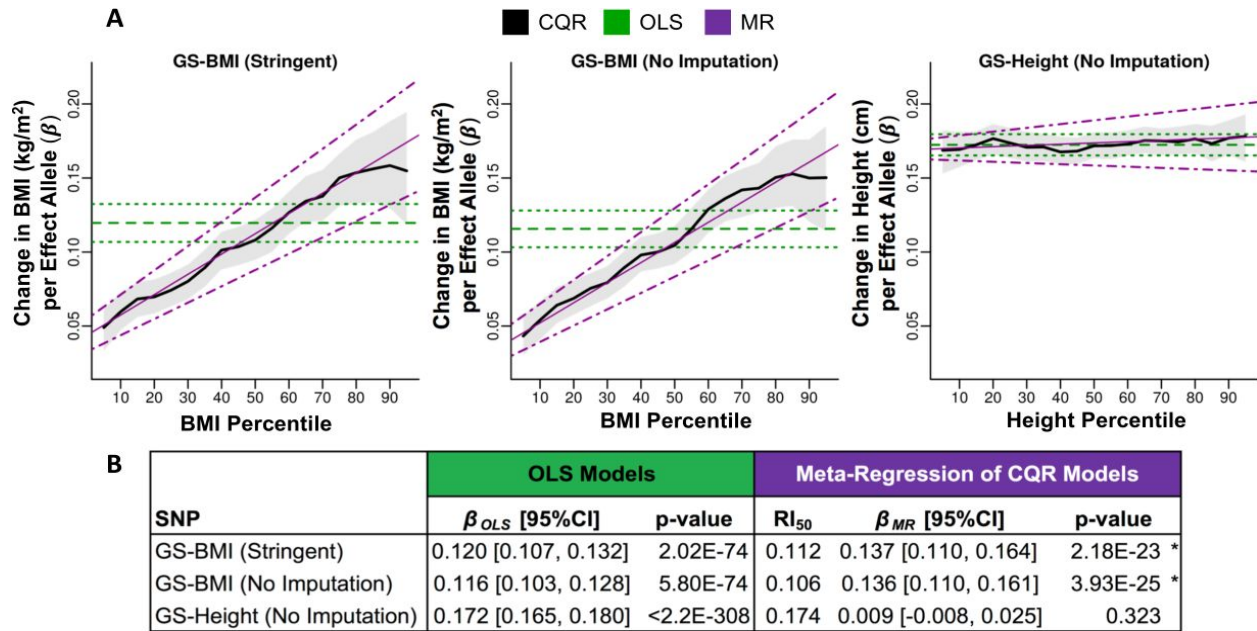 A
CQR OLS MR
GS-BMI (Stringent)
Change in BMI (kg/m²)
per Effect Allele (β)
0.20
0.15
0.10
0.05
10 20 30 40 50 60 70 80 90
BMI Percentile
GS-BMI (No Imputation)
Change in BMI (kg/m²)
per Effect Allele (β)
0.20
0.15
0.10
0.05
10 20 30 40 50 60 70 80 90
BMI Percentile
GS-Height (No Imputation)
Change in Height (cm)
per Effect Allele (β)
0.20
0.15
0.10
0.05
10 20 30 40 50 60 70 80 90
Height Percentile
B
OLS Models Meta-Regression of CQR Models
SNP β OLS [95%CI] p-value RI50 β MR [95%CI] p-value
GS-BMI (Stringent) 0.120 [0.107, 0.132] 2.02E-74 0.112 0.137 [0.110, 0.164] 2.18E-23 *
GS-BMI (No Imputation) 0.116 [0.103, 0.128] 5.80E-74 0.106 0.136 [0.110, 0.161] 3.93E-25 *
GS-Height (No Imputation) 0.172 [0.165, 0.180] <2.2E-308 0.174 0.009 [-0.008, 0.025] 0.323